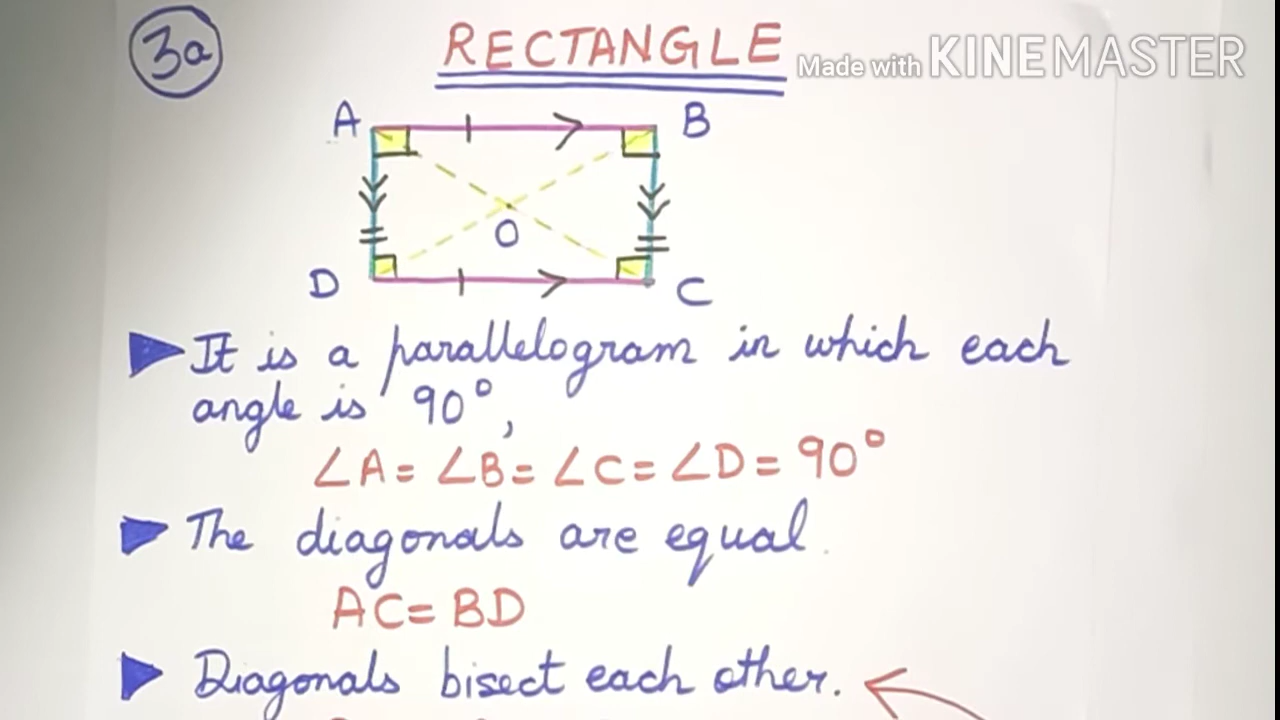 3a
RECTANGLE
Made with KINEMASTER
A
B
O
D
C
It is a parallelogram in which each
angle is 90°,
∠A = ∠B = ∠C = ∠D = 90°
The diagonals are equal.
AC = BD
Diagonals bisect each other.